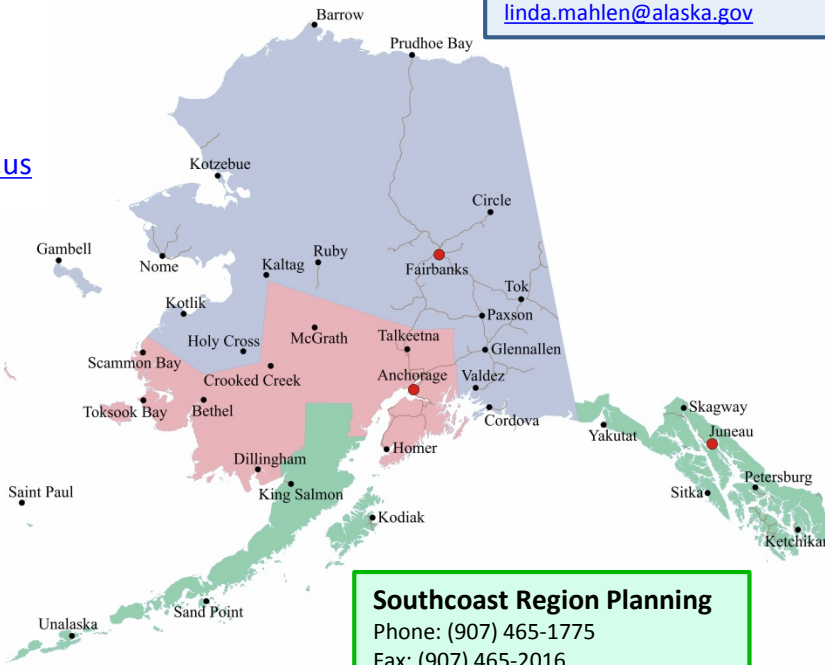 linda.mahlen@alaska.gov
Barrow
Prudhoe Bay
us
Kotzebue
Circle
Gambell
Nome
Kaltag
Ruby
Fairbanks
Tok
Kotlik
Paxson
Holy Cross
McGrath
Talkeetna
Glennallen
Scammon Bay
Crooked Creek
Anchorage
Valdez
Toksook Bay
Bethel
Cordova
Skagway
Yakutat
Juneau
Homer
Dillingham
King Salmon
Petersburg
Sitka
Saint Paul
Kodiak
Ketchikan
Sand Point
Unalaska
Southcoast Region Planning
Phone: (907) 465-1775
Fax: (907) 465-2016